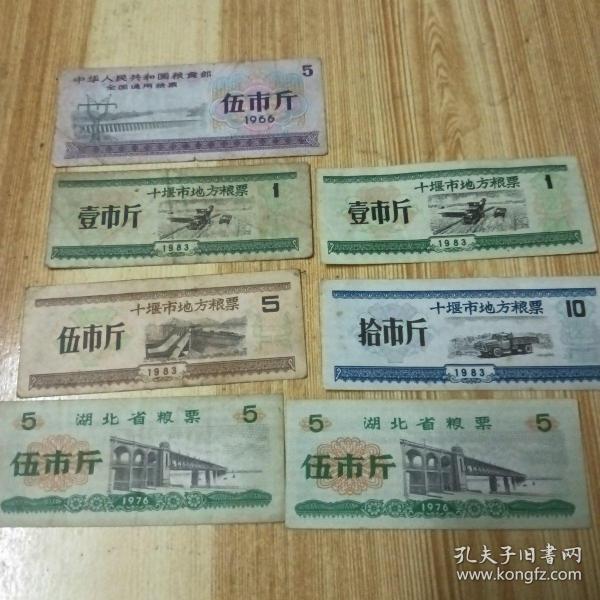 中华人民共和国粮食部
5
全国通用粮票
伍市斤
1966
十堰市地方粮票
1
壹市斤
1983
十堰市地方粮票
1
壹市斤
1983
十堰市地方粮票
5
伍市斤
1983
十堰市地方粮票
10
拾市斤
1983
5 湖北省粮票 5
伍市斤
1976
5 湖北省粮票 5
伍市斤
1976
孔夫子旧书网
www.kongfz.com